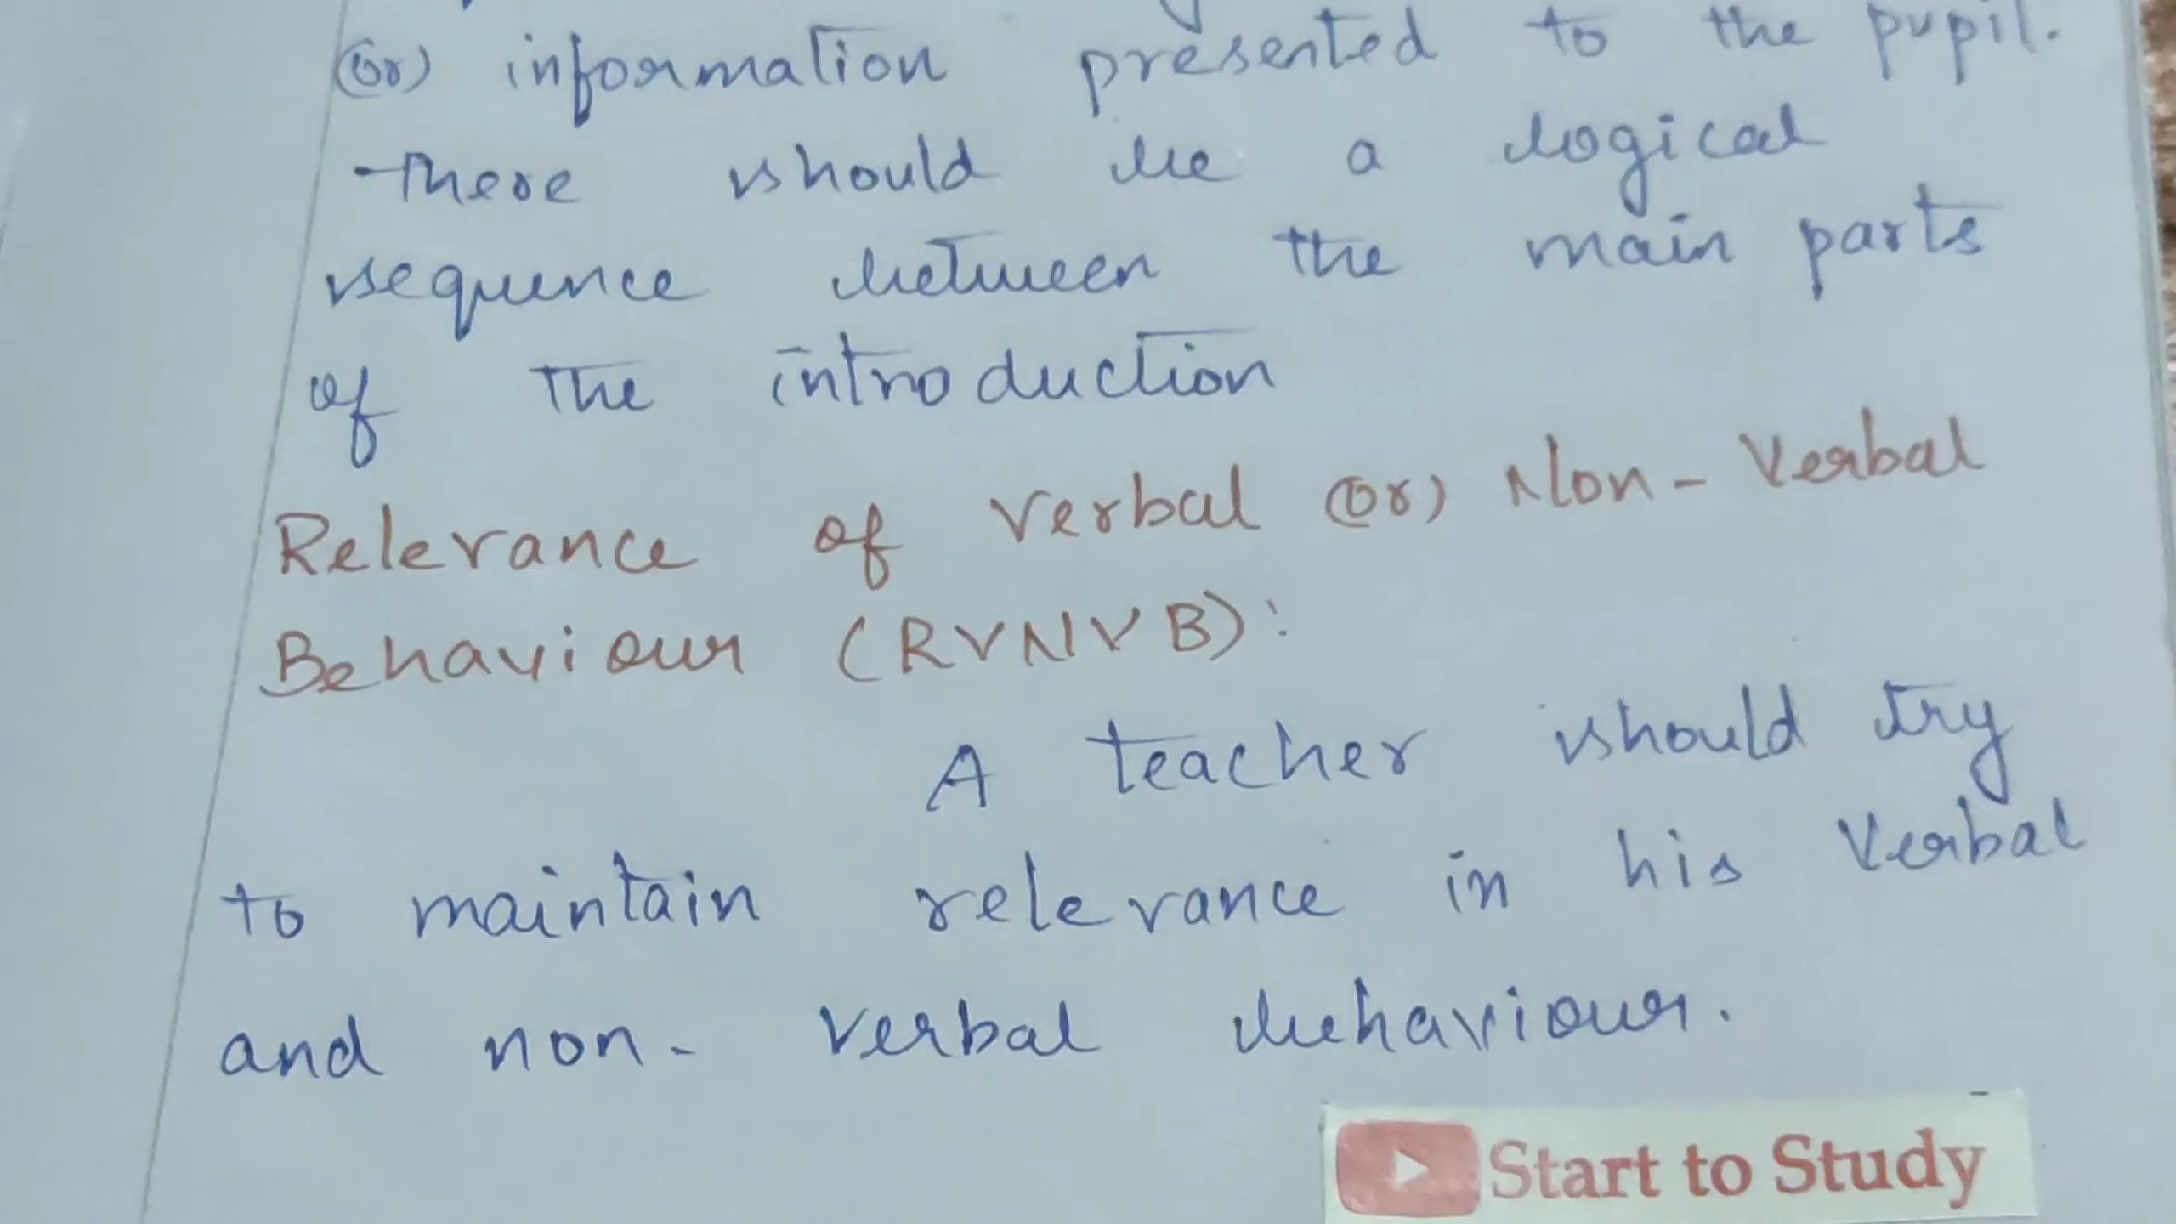 (or) information presented to the pupil.
There should be a logical
sequence between the main parts
of the introduction
Relevance of Verbal (or) Non-Verbal
Behaviour (RVNVB):
A teacher should try
to maintain relevance in his Verbal
and non-verbal behaviour.
Start to Study